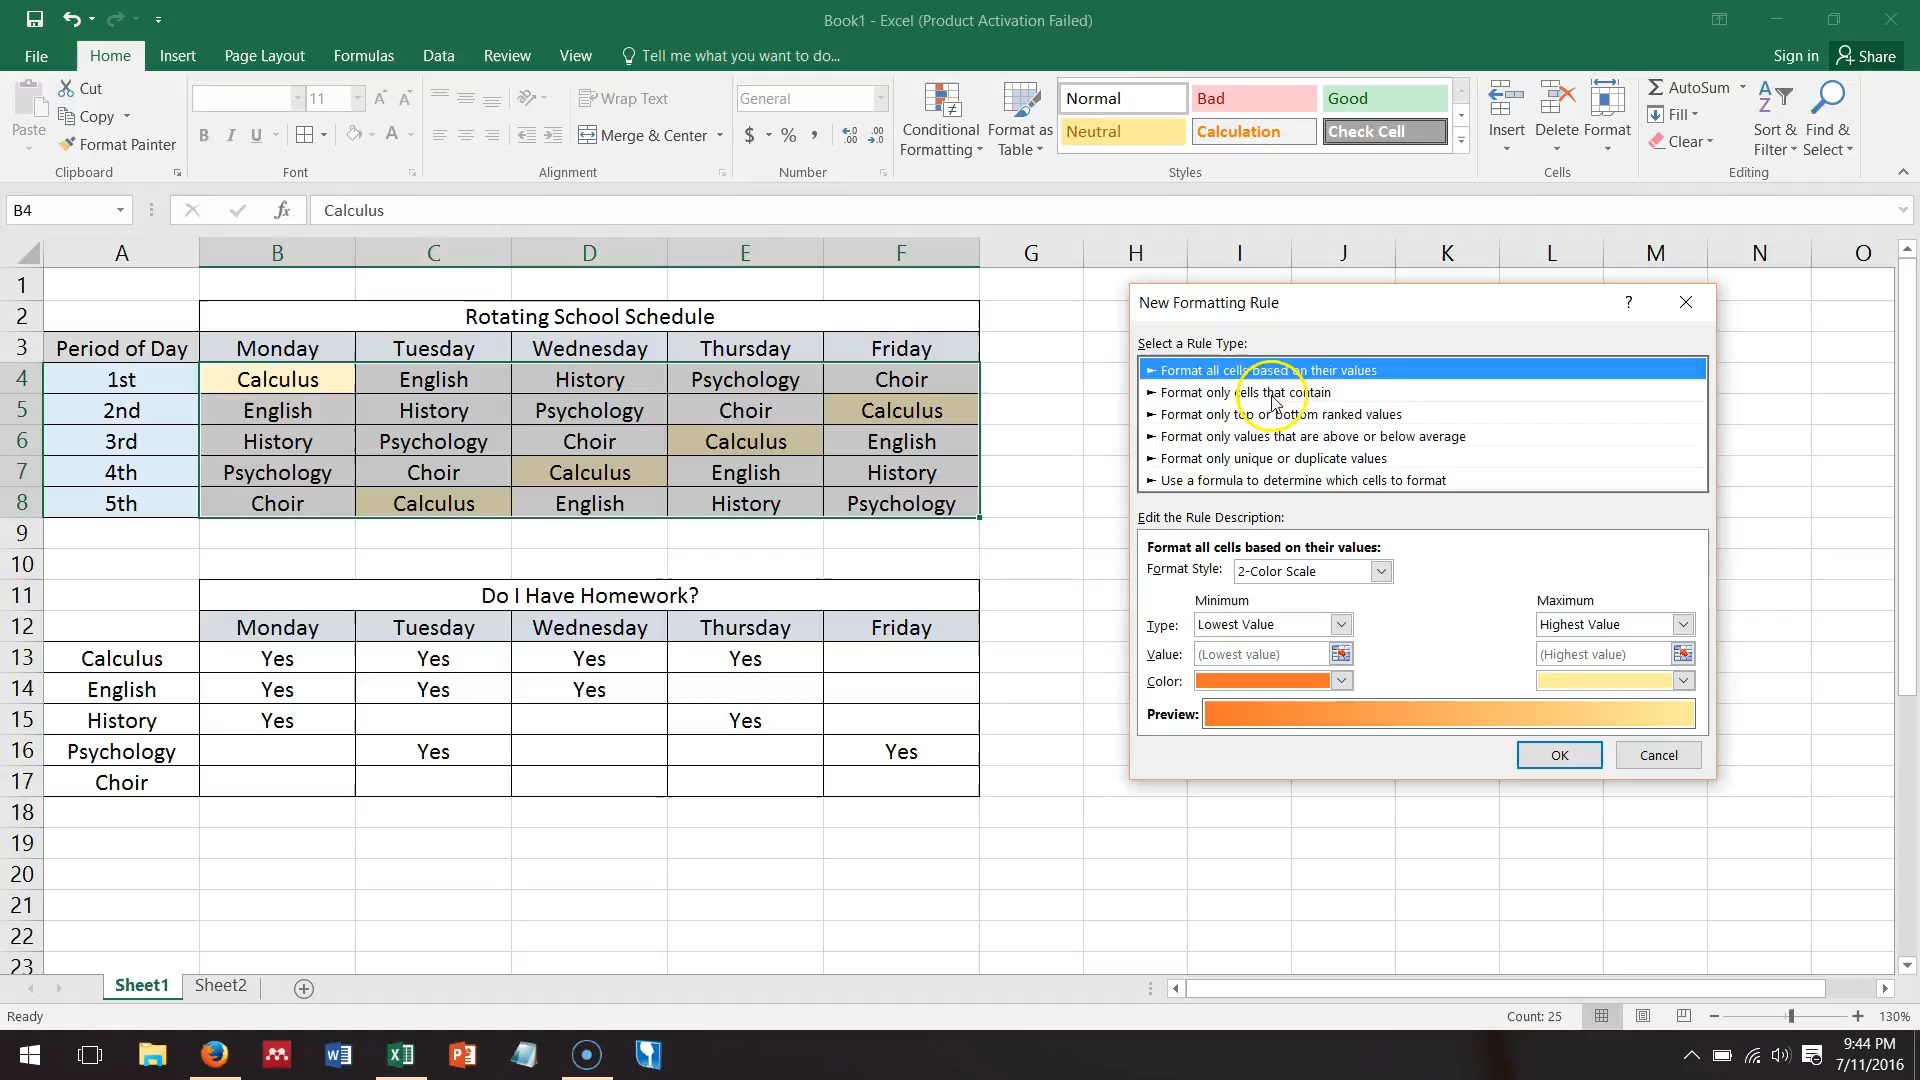 Book1 - Excel (Product Activation Failed)
File Home Insert Page Layout Formulas Data Review View Tell me what you want to do... Sign in Share
Paste Cut Copy Format Painter Clipboard
11 B I U A A A Font
Wrap Text Merge & Center Alignment
General $ % , Number
Conditional Formatting Format as Table
Normal Bad Good
Neutral Calculation Check Cell
Styles
Insert Delete Format Cells
AutoSum Fill Clear Sort & Filter Find & Select Editing
B4 fx Calculus
A B C D E F G H I J K L M N O
1
2 Rotating School Schedule
3 Period of Day Monday Tuesday Wednesday Thursday Friday
4 1st Calculus English History Psychology Choir
5 2nd English History Psychology Choir Calculus
6 3rd History Psychology Choir Calculus English
7 4th Psychology Choir Calculus English History
8 5th Choir Calculus English History Psychology
9
10
11 Do I Have Homework?
12 Monday Tuesday Wednesday Thursday Friday
13 Calculus Yes Yes Yes Yes
14 English Yes Yes Yes
15 History Yes Yes
16 Psychology Yes Yes
17 Choir
18
19
20
21
22
23
New Formatting Rule ?
Select a Rule Type:
► Format all cells based on their values
► Format only cells that contain
► Format only top or bottom ranked values
► Format only values that are above or below average
► Format only unique or duplicate values
► Use a formula to determine which cells to format
Edit the Rule Description:
Format all cells based on their values:
Format Style: 2-Color Scale
Minimum Maximum
Type: Lowest Value Highest Value
Value: (Lowest value) (Highest value)
Color:
Preview:
OK Cancel
Sheet1 Sheet2
Ready Count: 25 130%
9:44 PM
7/11/2016